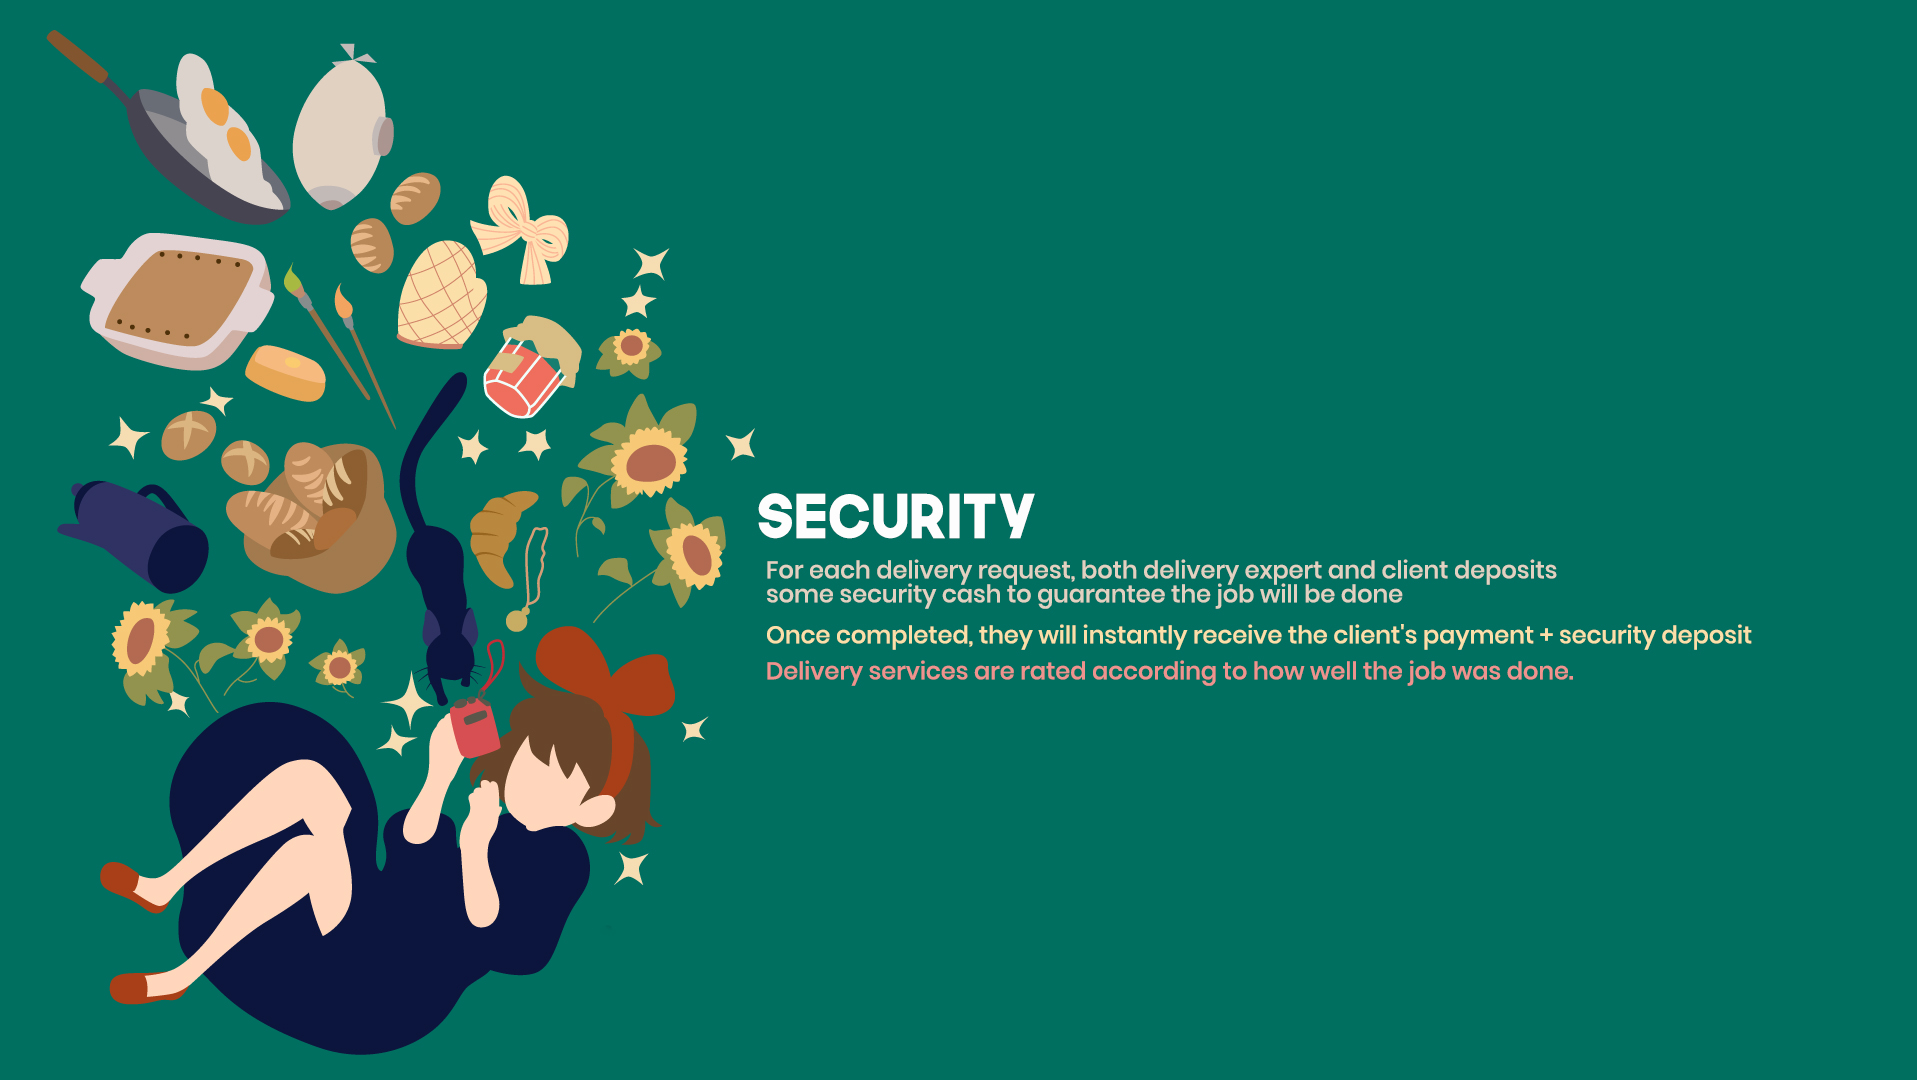 SECURITY
For each delivery request, both delivery expert and client deposits
some security cash to guarantee the job will be done
Once completed, they will instantly receive the client's payment + security deposit
Delivery services are rated according to how well the job was done.